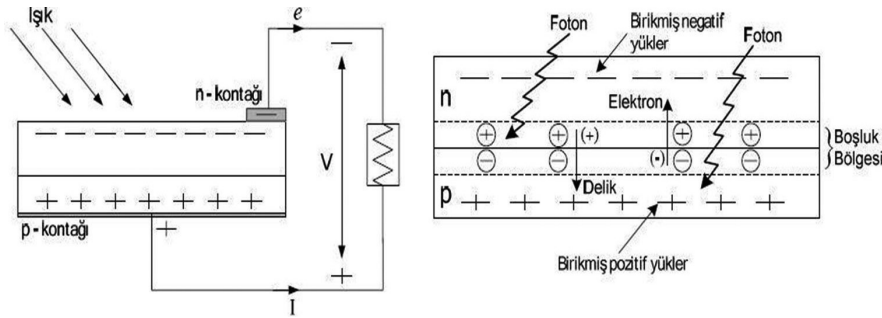 Işık
e
n - kontağı
V
p - kontağı
I
Foton
Birikmiş negatif
yükler
Foton
n
Elektron
(+)
(-)
Boşluk
Bölgesi
p
Delik
Birikmiş pozitif yükler